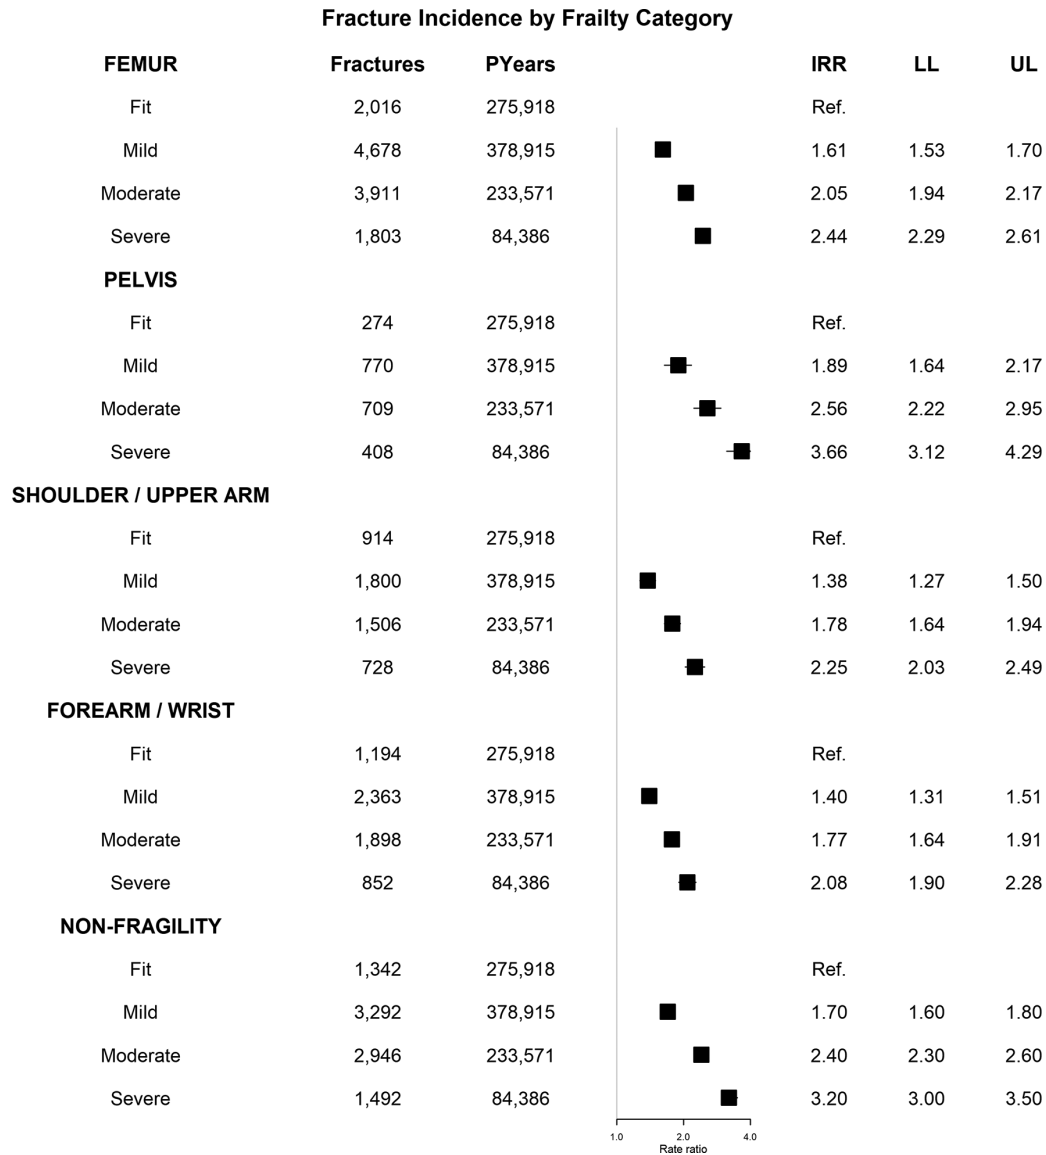 Fracture Incidence by Frailty Category
FEMUR Fractures PYears IRR LL UL
Fit 2,016 275,918 Ref.
Mild 4,678 378,915 1.61 1.53 1.70
Moderate 3,911 233,571 2.05 1.94 2.17
Severe 1,803 84,386 2.44 2.29 2.61
PELVIS
Fit 274 275,918 Ref.
Mild 770 378,915 1.89 1.64 2.17
Moderate 709 233,571 2.56 2.22 2.95
Severe 408 84,386 3.66 3.12 4.29
SHOULDER / UPPER ARM
Fit 914 275,918 Ref.
Mild 1,800 378,915 1.38 1.27 1.50
Moderate 1,506 233,571 1.78 1.64 1.94
Severe 728 84,386 2.25 2.03 2.49
FOREARM / WRIST
Fit 1,194 275,918 Ref.
Mild 2,363 378,915 1.40 1.31 1.51
Moderate 1,898 233,571 1.77 1.64 1.91
Severe 852 84,386 2.08 1.90 2.28
NON-FRAGILITY
Fit 1,342 275,918 Ref.
Mild 3,292 378,915 1.70 1.60 1.80
Moderate 2,946 233,571 2.40 2.30 2.60
Severe 1,492 84,386 3.20 3.00 3.50
1.0 2.0 4.0
Rate ratio